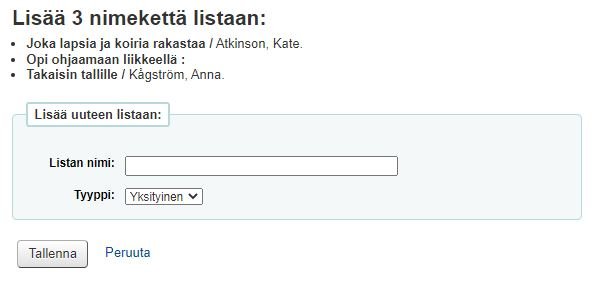 Lisää 3 nimekettä listaan:
Joka lapsia ja koiria rakastaa / Atkinson, Kate.
Opi ohjaamaan liikkeellä :
Takaisin tallille / Kågström, Anna.
Lisää uuteen listaan:
Listan nimi:
Tyyppi: Yksityinen
Tallenna Peruuta